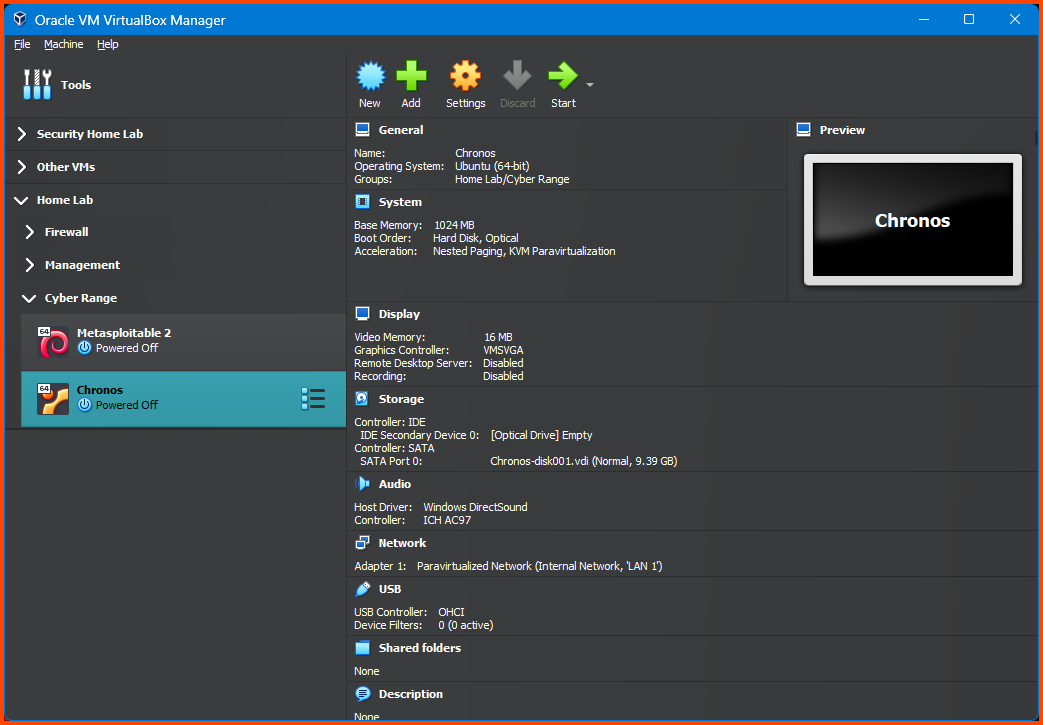 Oracle VM VirtualBox Manager
File Machine Help
Tools
New Add Settings Discard Start
Security Home Lab
Other VMs
Home Lab
Firewall
Management
Cyber Range
64
Metasploitable 2
Powered Off
64
Chronos
Powered Off
General
Name: Chronos
Operating System: Ubuntu (64-bit)
Groups: Home Lab/Cyber Range
System
Base Memory: 1024 MB
Boot Order: Hard Disk, Optical
Acceleration: Nested Paging, KVM Paravirtualization
Preview
Chronos
Display
Video Memory: 16 MB
Graphics Controller: VMSVGA
Remote Desktop Server: Disabled
Recording: Disabled
Storage
Controller: IDE
IDE Secondary Device 0: [Optical Drive] Empty
Controller: SATA
SATA Port 0: Chronos-disk001.vdi (Normal, 9.39 GB)
Audio
Host Driver: Windows DirectSound
Controller: ICH AC97
Network
Adapter 1: Paravirtualized Network (Internal Network, 'LAN 1')
USB
USB Controller: OHCI
Device Filters: 0 (0 active)
Shared folders
None
Description
None